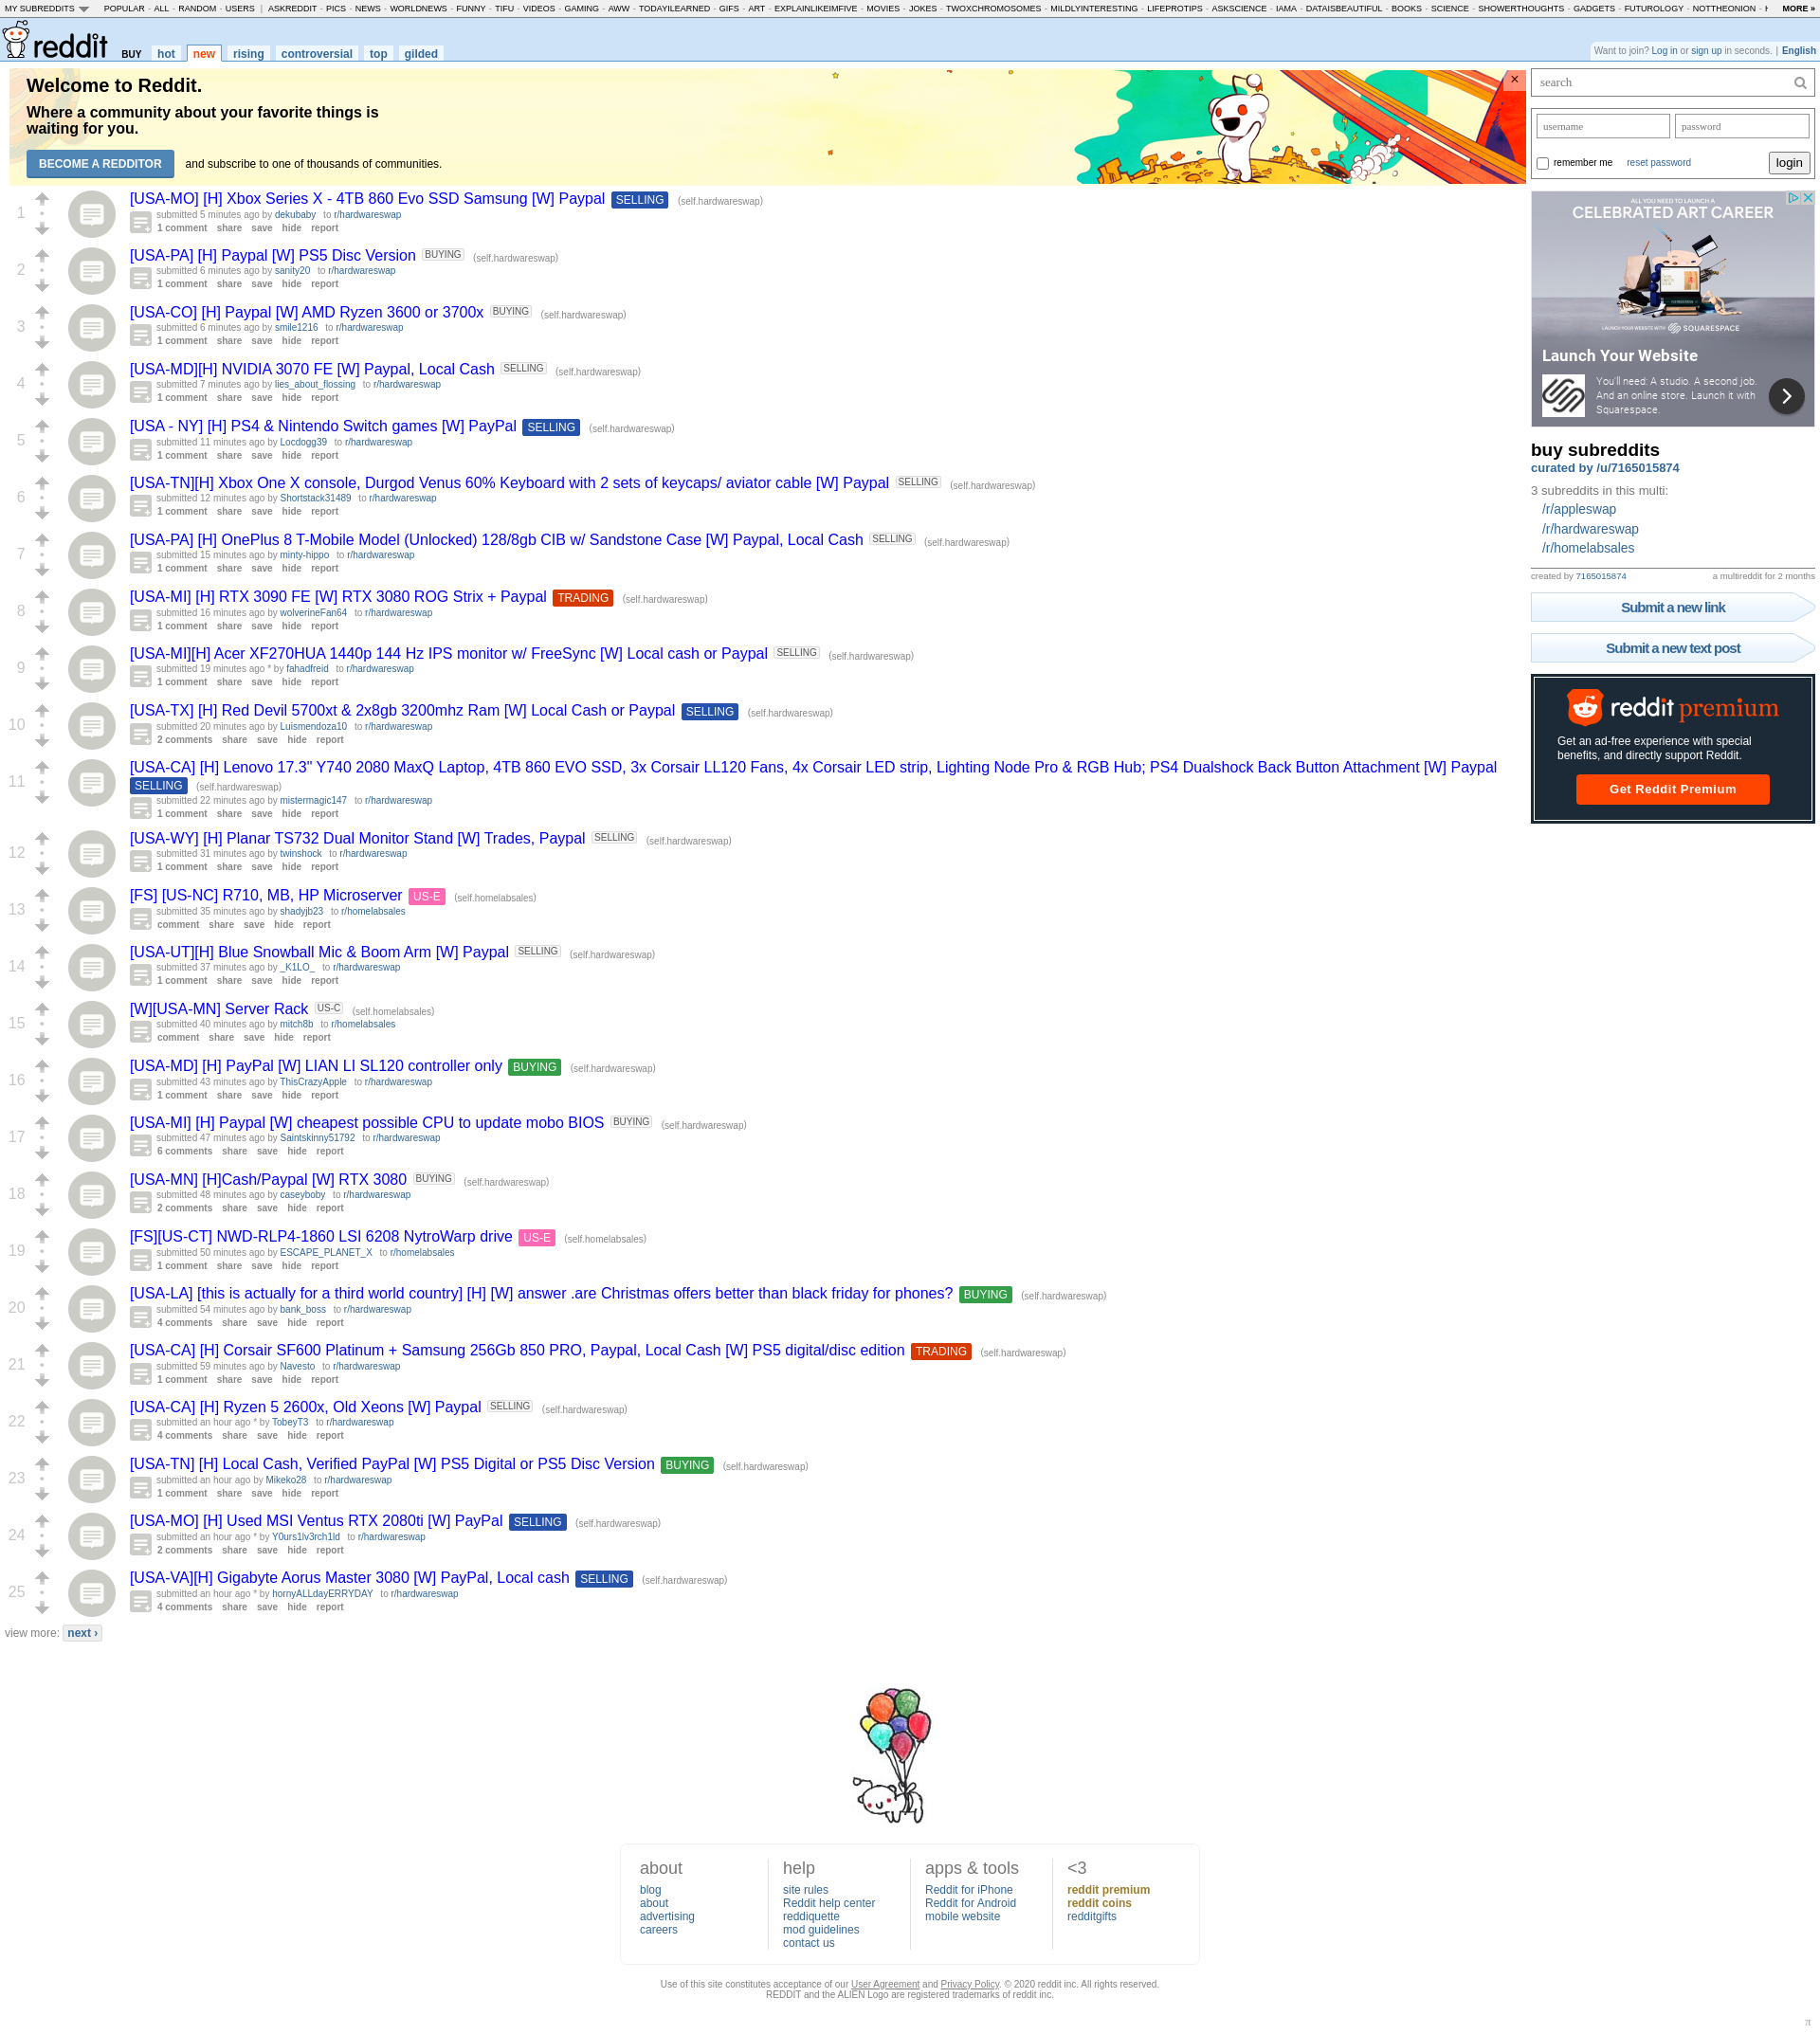 MY SUBREDDITS POPULAR - ALL - RANDOM - USERS | ASKREDDIT - PICS - NEWS - WORLDNEWS - FUNNY - TIFU - VIDEOS - GAMING - AWW - TODAYILEARNED - GIFS - ART - EXPLAINLIKEIMFIVE - MOVIES - JOKES - TWOXCHROMOSOMES - MILDLYINTERESTING - LIFEPROTIPS - ASKSCIENCE - IAMA - DATAISBEAUTIFUL - BOOKS - SCIENCE - SHOWERTHOUGHTS - GADGETS - FUTUROLOGY - NOTTHEONION - MORE »
reddit BUY hot new rising controversial top gilded
Want to join? Log in or sign up in seconds. | English
Welcome to Reddit.
Where a community about your favorite things is
waiting for you.
BECOME A REDDITOR and subscribe to one of thousands of communities.
×
1
[USA-MO] [H] Xbox Series X - 4TB 860 Evo SSD Samsung [W] Paypal SELLING (self.hardwareswap)
submitted 5 minutes ago by dekubaby to r/hardwareswap
1 comment share save hide report
2
[USA-PA] [H] Paypal [W] PS5 Disc Version BUYING (self.hardwareswap)
submitted 6 minutes ago by sanity20 to r/hardwareswap
1 comment share save hide report
3
[USA-CO] [H] Paypal [W] AMD Ryzen 3600 or 3700x BUYING (self.hardwareswap)
submitted 6 minutes ago by smile1216 to r/hardwareswap
1 comment share save hide report
4
[USA-MD][H] NVIDIA 3070 FE [W] Paypal, Local Cash SELLING (self.hardwareswap)
submitted 7 minutes ago by lies_about_flossing to r/hardwareswap
1 comment share save hide report
5
[USA - NY] [H] PS4 & Nintendo Switch games [W] PayPal SELLING (self.hardwareswap)
submitted 11 minutes ago by Locdogg39 to r/hardwareswap
1 comment share save hide report
6
[USA-TN][H] Xbox One X console, Durgod Venus 60% Keyboard with 2 sets of keycaps/ aviator cable [W] Paypal SELLING (self.hardwareswap)
submitted 12 minutes ago by Shortstack31489 to r/hardwareswap
1 comment share save hide report
7
[USA-PA] [H] OnePlus 8 T-Mobile Model (Unlocked) 128/8gb CIB w/ Sandstone Case [W] Paypal, Local Cash SELLING (self.hardwareswap)
submitted 15 minutes ago by minty-hippo to r/hardwareswap
1 comment share save hide report
8
[USA-MI] [H] RTX 3090 FE [W] RTX 3080 ROG Strix + Paypal TRADING (self.hardwareswap)
submitted 16 minutes ago by wolverineFan64 to r/hardwareswap
1 comment share save hide report
9
[USA-MI][H] Acer XF270HUA 1440p 144 Hz IPS monitor w/ FreeSync [W] Local cash or Paypal SELLING (self.hardwareswap)
submitted 19 minutes ago * by fahadfreid to r/hardwareswap
1 comment share save hide report
10
[USA-TX] [H] Red Devil 5700xt & 2x8gb 3200mhz Ram [W] Local Cash or Paypal SELLING (self.hardwareswap)
submitted 20 minutes ago by Luismendoza10 to r/hardwareswap
2 comments share save hide report
11
[USA-CA] [H] Lenovo 17.3" Y740 2080 MaxQ Laptop, 4TB 860 EVO SSD, 3x Corsair LL120 Fans, 4x Corsair LED strip, Lighting Node Pro & RGB Hub; PS4 Dualshock Back Button Attachment [W] Paypal
SELLING (self.hardwareswap)
submitted 22 minutes ago by mistermagic147 to r/hardwareswap
1 comment share save hide report
12
[USA-WY] [H] Planar TS732 Dual Monitor Stand [W] Trades, Paypal SELLING (self.hardwareswap)
submitted 31 minutes ago by twinshock to r/hardwareswap
1 comment share save hide report
13
[FS] [US-NC] R710, MB, HP Microserver US-E (self.homelabsales)
submitted 35 minutes ago by shadyjb23 to r/homelabsales
comment share save hide report
14
[USA-UT][H] Blue Snowball Mic & Boom Arm [W] Paypal SELLING (self.hardwareswap)
submitted 37 minutes ago by _K1LO_ to r/hardwareswap
1 comment share save hide report
15
[W][USA-MN] Server Rack US-C (self.homelabsales)
submitted 40 minutes ago by mitch8b to r/homelabsales
comment share save hide report
16
[USA-MD] [H] PayPal [W] LIAN LI SL120 controller only BUYING (self.hardwareswap)
submitted 43 minutes ago by ThisCrazyApple to r/hardwareswap
1 comment share save hide report
17
[USA-MI] [H] Paypal [W] cheapest possible CPU to update mobo BIOS BUYING (self.hardwareswap)
submitted 47 minutes ago by Saintskinny51792 to r/hardwareswap
6 comments share save hide report
18
[USA-MN] [H]Cash/Paypal [W] RTX 3080 BUYING (self.hardwareswap)
submitted 48 minutes ago by caseyboby to r/hardwareswap
2 comments share save hide report
19
[FS][US-CT] NWD-RLP4-1860 LSI 6208 NytroWarp drive US-E (self.homelabsales)
submitted 50 minutes ago by ESCAPE_PLANET_X to r/homelabsales
1 comment share save hide report
20
[USA-LA] [this is actually for a third world country] [H] [W] answer .are Christmas offers better than black friday for phones? BUYING (self.hardwareswap)
submitted 54 minutes ago by bank_boss to r/hardwareswap
4 comments share save hide report
21
[USA-CA] [H] Corsair SF600 Platinum + Samsung 256Gb 850 PRO, Paypal, Local Cash [W] PS5 digital/disc edition TRADING (self.hardwareswap)
submitted 59 minutes ago by Navesto to r/hardwareswap
1 comment share save hide report
22
[USA-CA] [H] Ryzen 5 2600x, Old Xeons [W] Paypal SELLING (self.hardwareswap)
submitted an hour ago * by TobeyT3 to r/hardwareswap
4 comments share save hide report
23
[USA-TN] [H] Local Cash, Verified PayPal [W] PS5 Digital or PS5 Disc Version BUYING (self.hardwareswap)
submitted an hour ago by Mikeko28 to r/hardwareswap
1 comment share save hide report
24
[USA-MO] [H] Used MSI Ventus RTX 2080ti [W] PayPal SELLING (self.hardwareswap)
submitted an hour ago * by Y0urs1lv3rch1ld to r/hardwareswap
2 comments share save hide report
25
[USA-VA][H] Gigabyte Aorus Master 3080 [W] PayPal, Local cash SELLING (self.hardwareswap)
submitted an hour ago * by hornyALLdayERRYDAY to r/hardwareswap
4 comments share save hide report
view more: next ›
search
username password
remember me reset password login
ALL YOU NEED TO LAUNCH A
CELEBRATED ART CAREER
LAUNCH YOUR WEBSITE WITH SQUARESPACE
Launch Your Website
You'll need: A studio. A second job.
And an online store. Launch it with
Squarespace.
buy subreddits
curated by /u/7165015874
3 subreddits in this multi:
/r/appleswap
/r/hardwareswap
/r/homelabsales
created by 7165015874 a multireddit for 2 months
Submit a new link
Submit a new text post
reddit premium
Get an ad-free experience with special
benefits, and directly support Reddit.
Get Reddit Premium
about
blog
about
advertising
careers
help
site rules
Reddit help center
reddiquette
mod guidelines
contact us
apps & tools
Reddit for iPhone
Reddit for Android
mobile website
<3
reddit premium
reddit coins
redditgifts
Use of this site constitutes acceptance of our User Agreement and Privacy Policy. © 2020 reddit inc. All rights reserved.
REDDIT and the ALIEN Logo are registered trademarks of reddit inc.
π